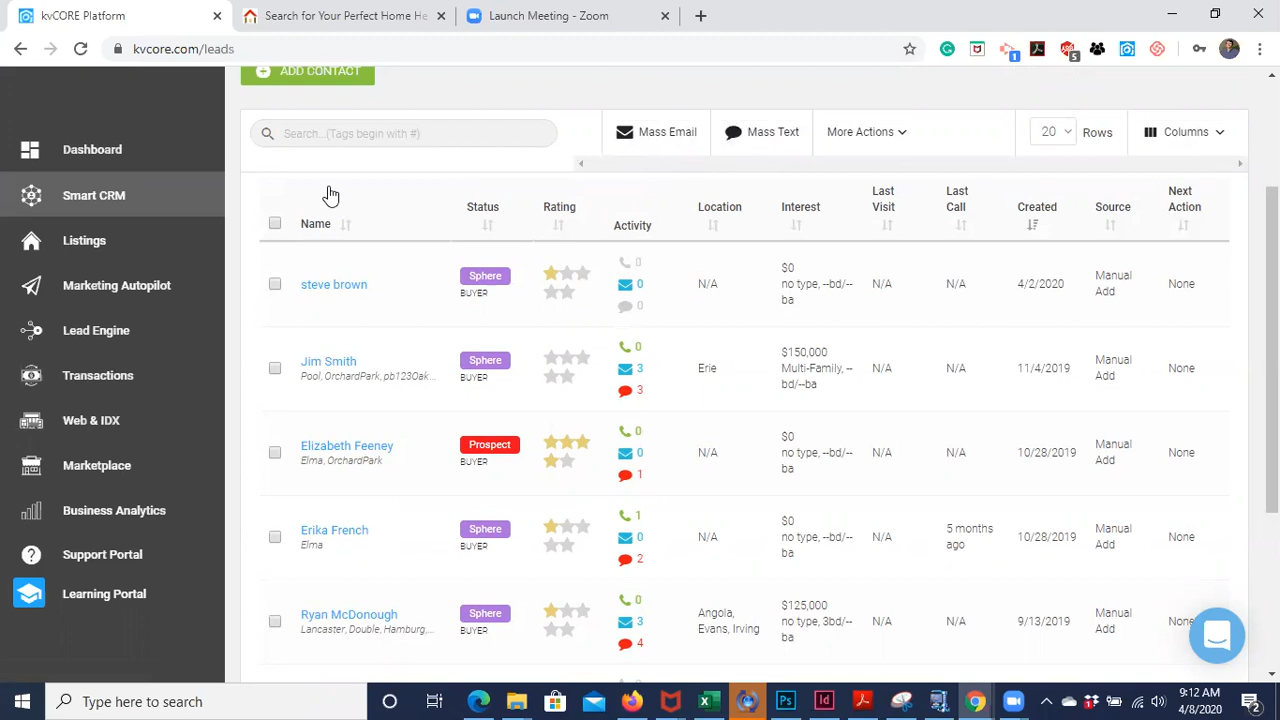 kvCORE Platform
Search for Your Perfect Home He
Launch Meeting - Zoom
kvcore.com/leads
1
5
ADD CONTACT
Search...(Tags begin with #)
Mass Email
Mass Text
More Actions
20
Rows
Columns
Dashboard
Smart CRM
Listings
Marketing Autopilot
Lead Engine
Transactions
Web & IDX
Marketplace
Business Analytics
Support Portal
Learning Portal
Name
Status
Rating
Activity
Location
Interest
Last Visit
Last Call
Created
Source
Next Action
steve brown
Sphere
BUYER
0
0
0
N/A
$0
no type, --bd/--
ba
N/A
N/A
4/2/2020
Manual
Add
None
Jim Smith
Pool, OrchardPark, pb123Oak...
Sphere
BUYER
0
3
3
Erie
$150,000
Multi-Family, --
bd/--ba
N/A
N/A
11/4/2019
Manual
Add
None
Elizabeth Feeney
Elma, OrchardPark
Prospect
BUYER
0
0
1
N/A
$0
no type, --bd/--
ba
N/A
N/A
10/28/2019
Manual
Add
None
Erika French
Elma
Sphere
BUYER
1
0
2
N/A
$0
no type, --bd/--
ba
N/A
5 months
ago
10/28/2019
Manual
Add
None
Ryan McDonough
Lancaster, Double, Hamburg,...
Sphere
BUYER
0
3
4
Angola,
Evans, Irving
$125,000
no type, 3bd/--
ba
N/A
N/A
9/13/2019
Manual
Add
None
Type here to search
9:12 AM
4/8/2020
2